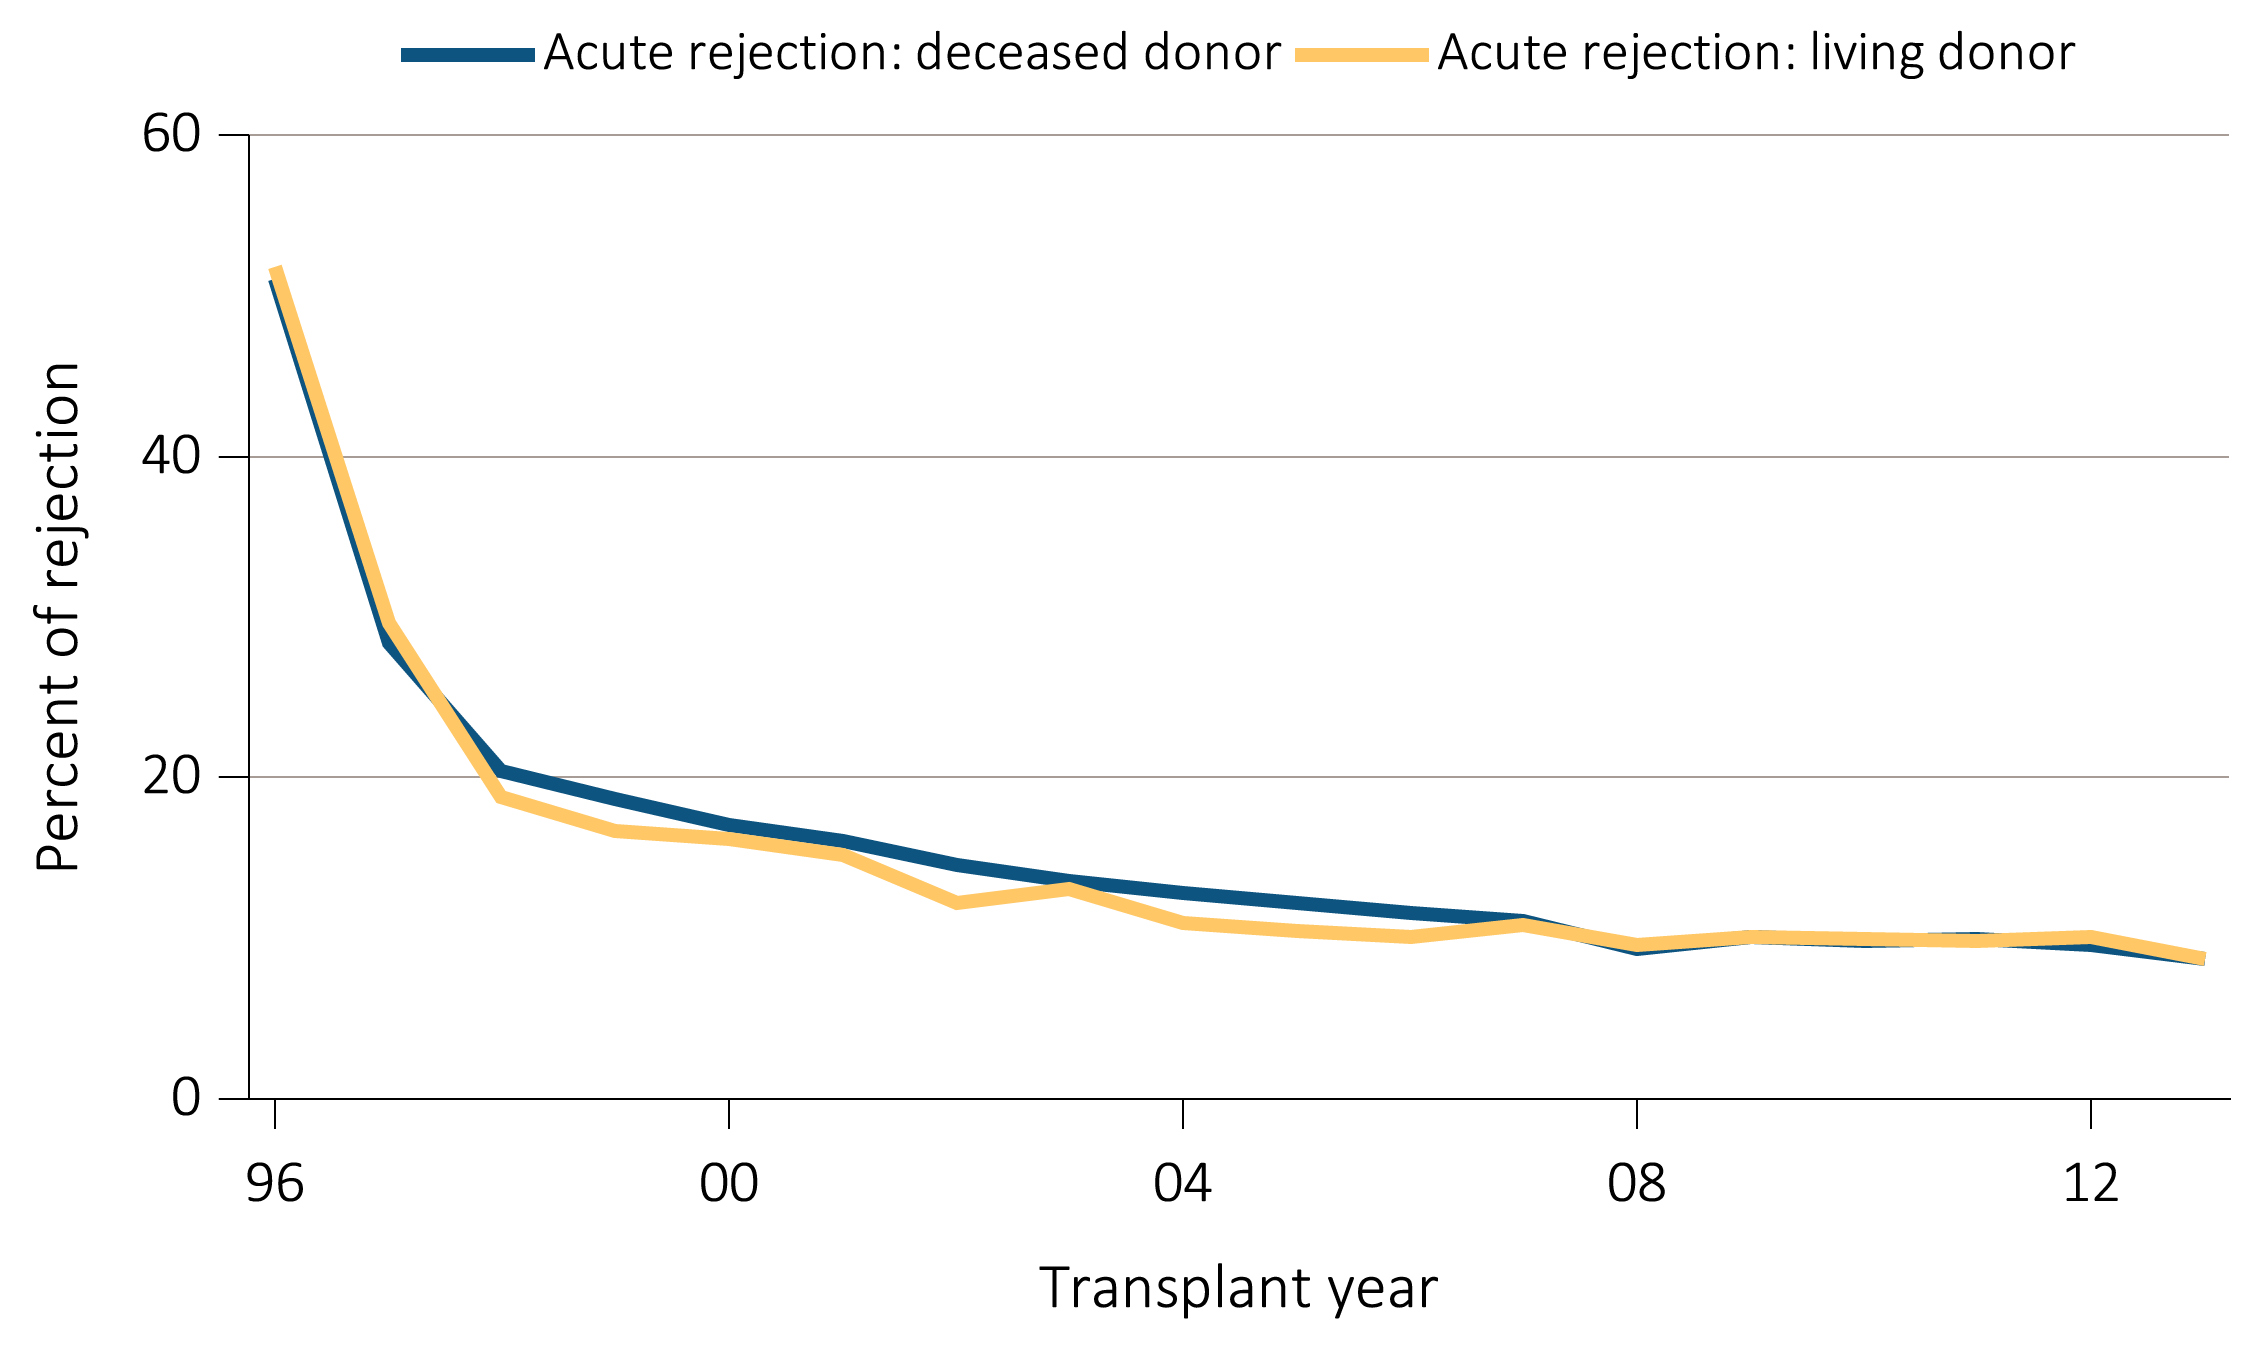 Acute rejection: deceased donor Acute rejection: living donor
60
40
20
0
Percent of rejection
96 00 04 08 12
Transplant year